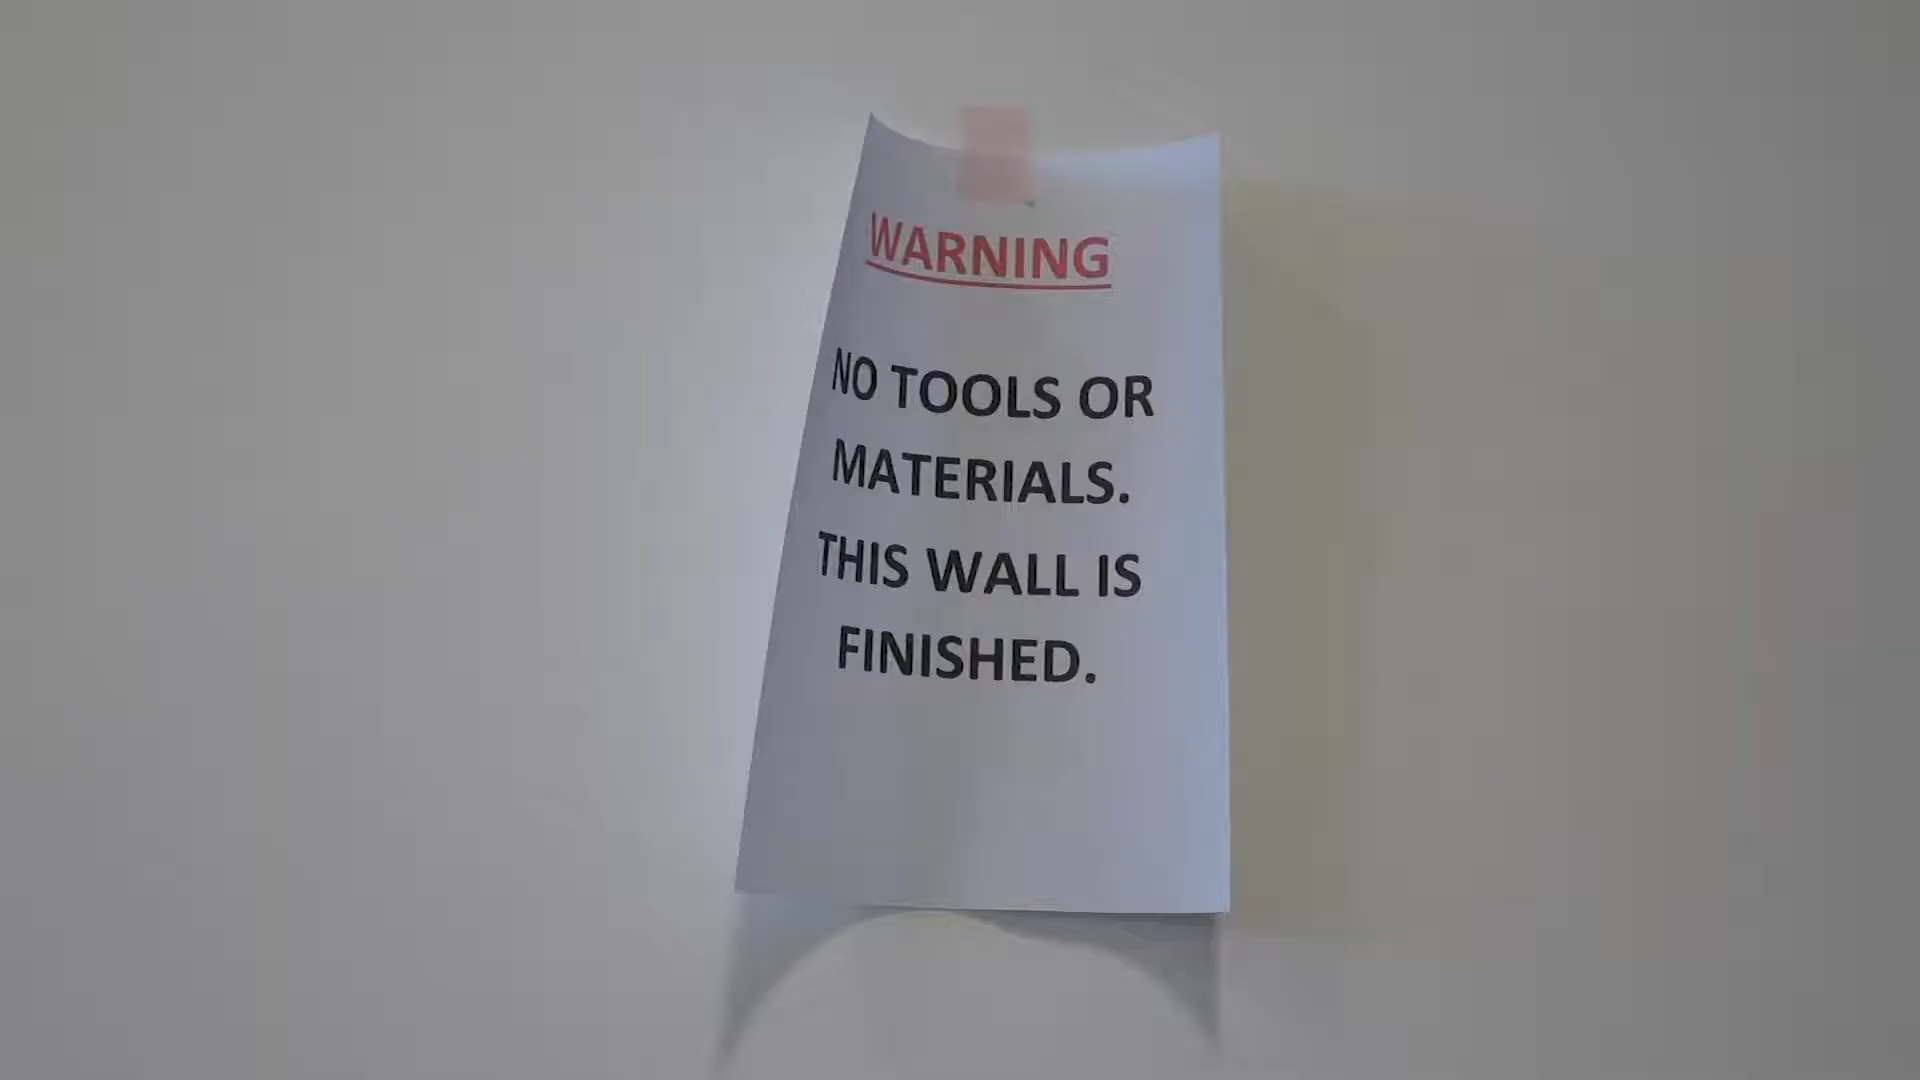 WARNING
NO TOOLS OR
MATERIALS.
THIS WALL IS
FINISHED.